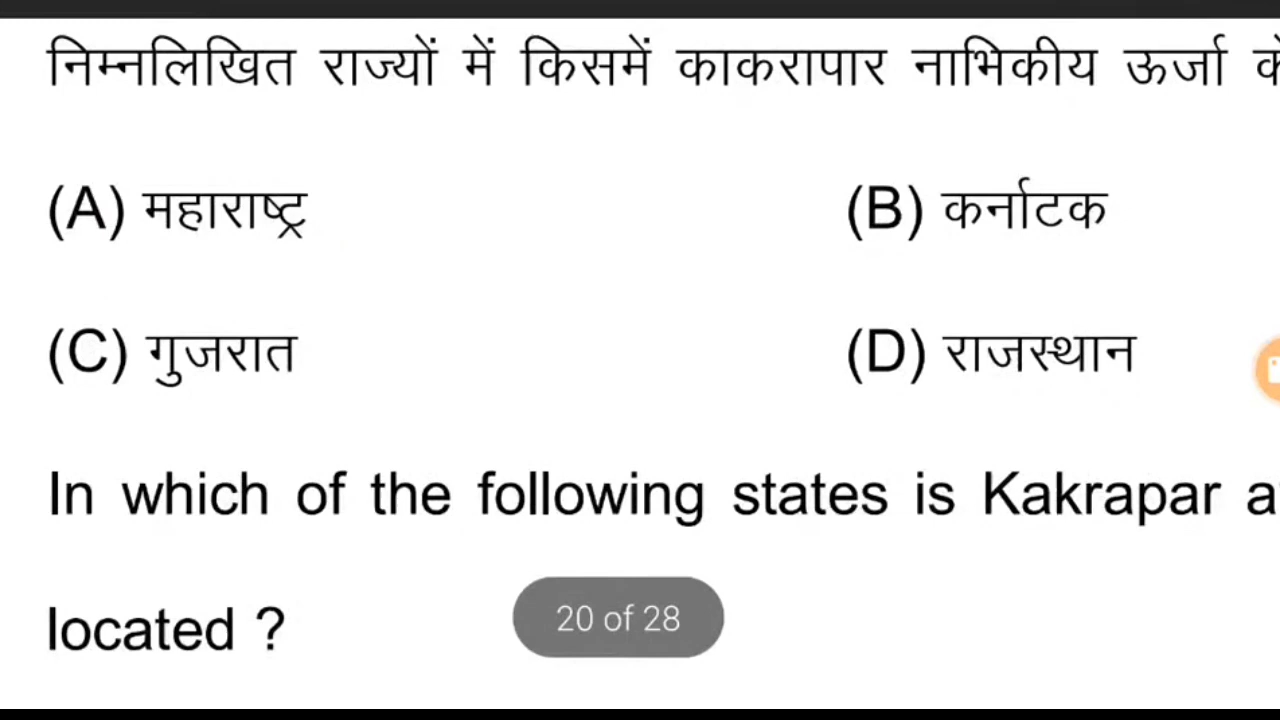 निम्नलिखित राज्यों में किसमें काकरापार नाभिकीय ऊर्जा
(A) महाराष्ट्र (B) कर्नाटक
(C) गुजरात (D) राजस्थान
In which of the following states is Kakrapar
located ?
20 of 28